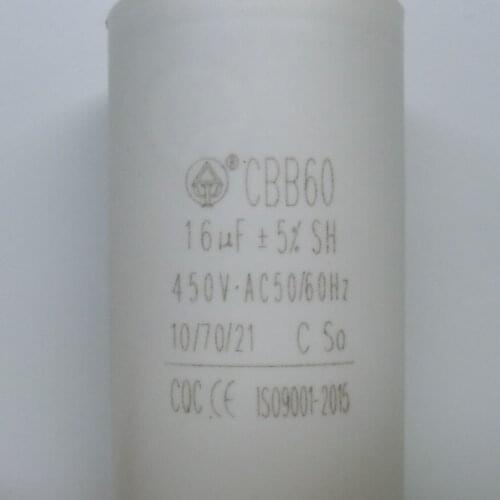 ® CBB60
16µF ± 5% SH
450V·AC50/60Hz
10/70/21 C So
CQC CE ISO9001-2015